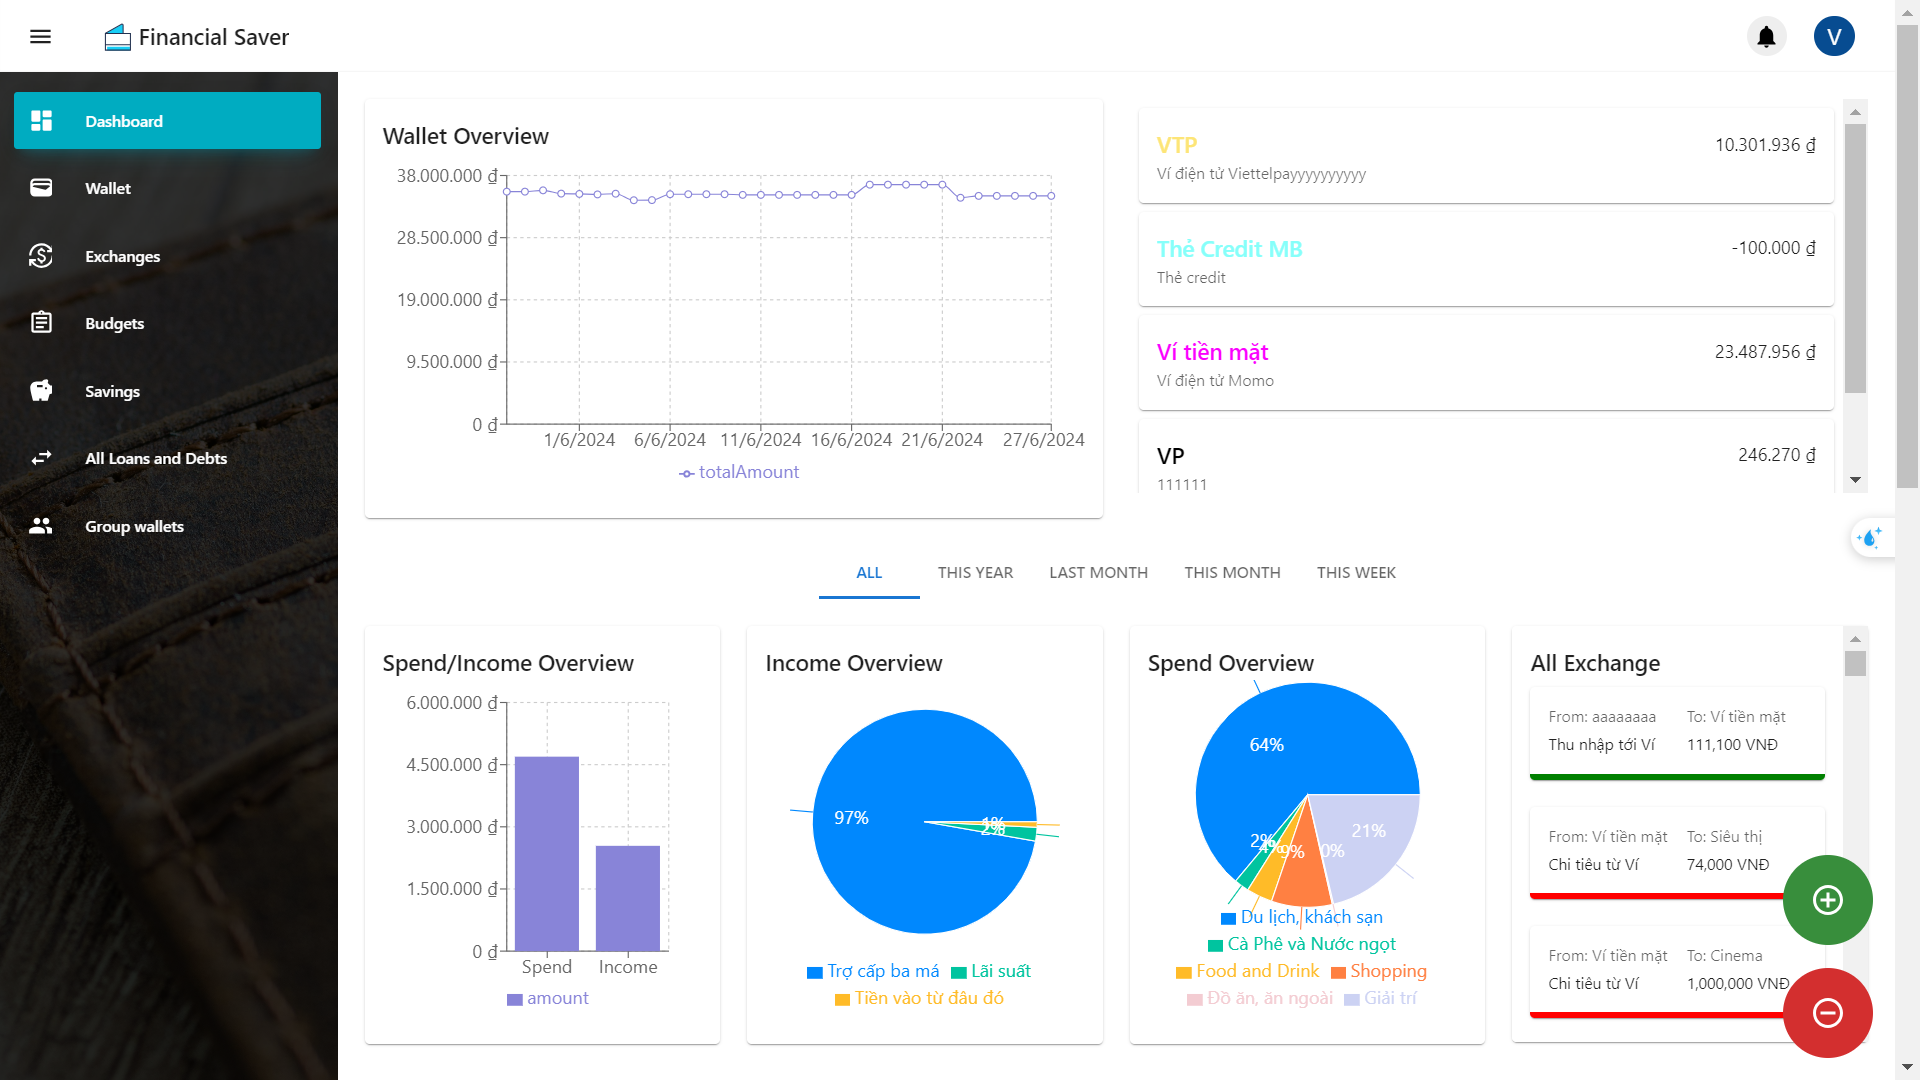 Financial Saver
V
Dashboard
Wallet
Exchanges
Budgets
Savings
All Loans and Debts
Group wallets
Wallet Overview
38.000.000 ₫
28.500.000 ₫
19.000.000 ₫
9.500.000 ₫
0 ₫
1/6/2024 6/6/2024 11/6/2024 16/6/2024 21/6/2024 27/6/2024
totalAmount
VTP 10.301.936 ₫
Ví điện tử Viettelpayyyyyyyyyy
Thẻ Credit MB -100.000 ₫
Thẻ credit
Ví tiền mặt 23.487.956 ₫
Ví điện tử Momo
VP 246.270 ₫
111111
ALL THIS YEAR LAST MONTH THIS MONTH THIS WEEK
Spend/Income Overview
6.000.000 ₫
4.500.000 ₫
3.000.000 ₫
1.500.000 ₫
0 ₫
Spend Income
amount
Income Overview
97%
1%
2%
Trợ cấp ba má Lãi suất
Tiền vào từ đâu đó
Spend Overview
64%
21%
2%
4%
9%
0%
Du lịch, khách sạn
Cà Phê và Nước ngọt
Food and Drink Shopping
Đồ ăn, ăn ngoài Giải trí
All Exchange
From: aaaaaaaa To: Ví tiền mặt
Thu nhập tới Ví 111,100 VNĐ
From: Ví tiền mặt To: Siêu thị
Chi tiêu từ Ví 74,000 VNĐ
From: Ví tiền mặt To: Cinema
Chi tiêu từ Ví 1,000,000 VNĐ